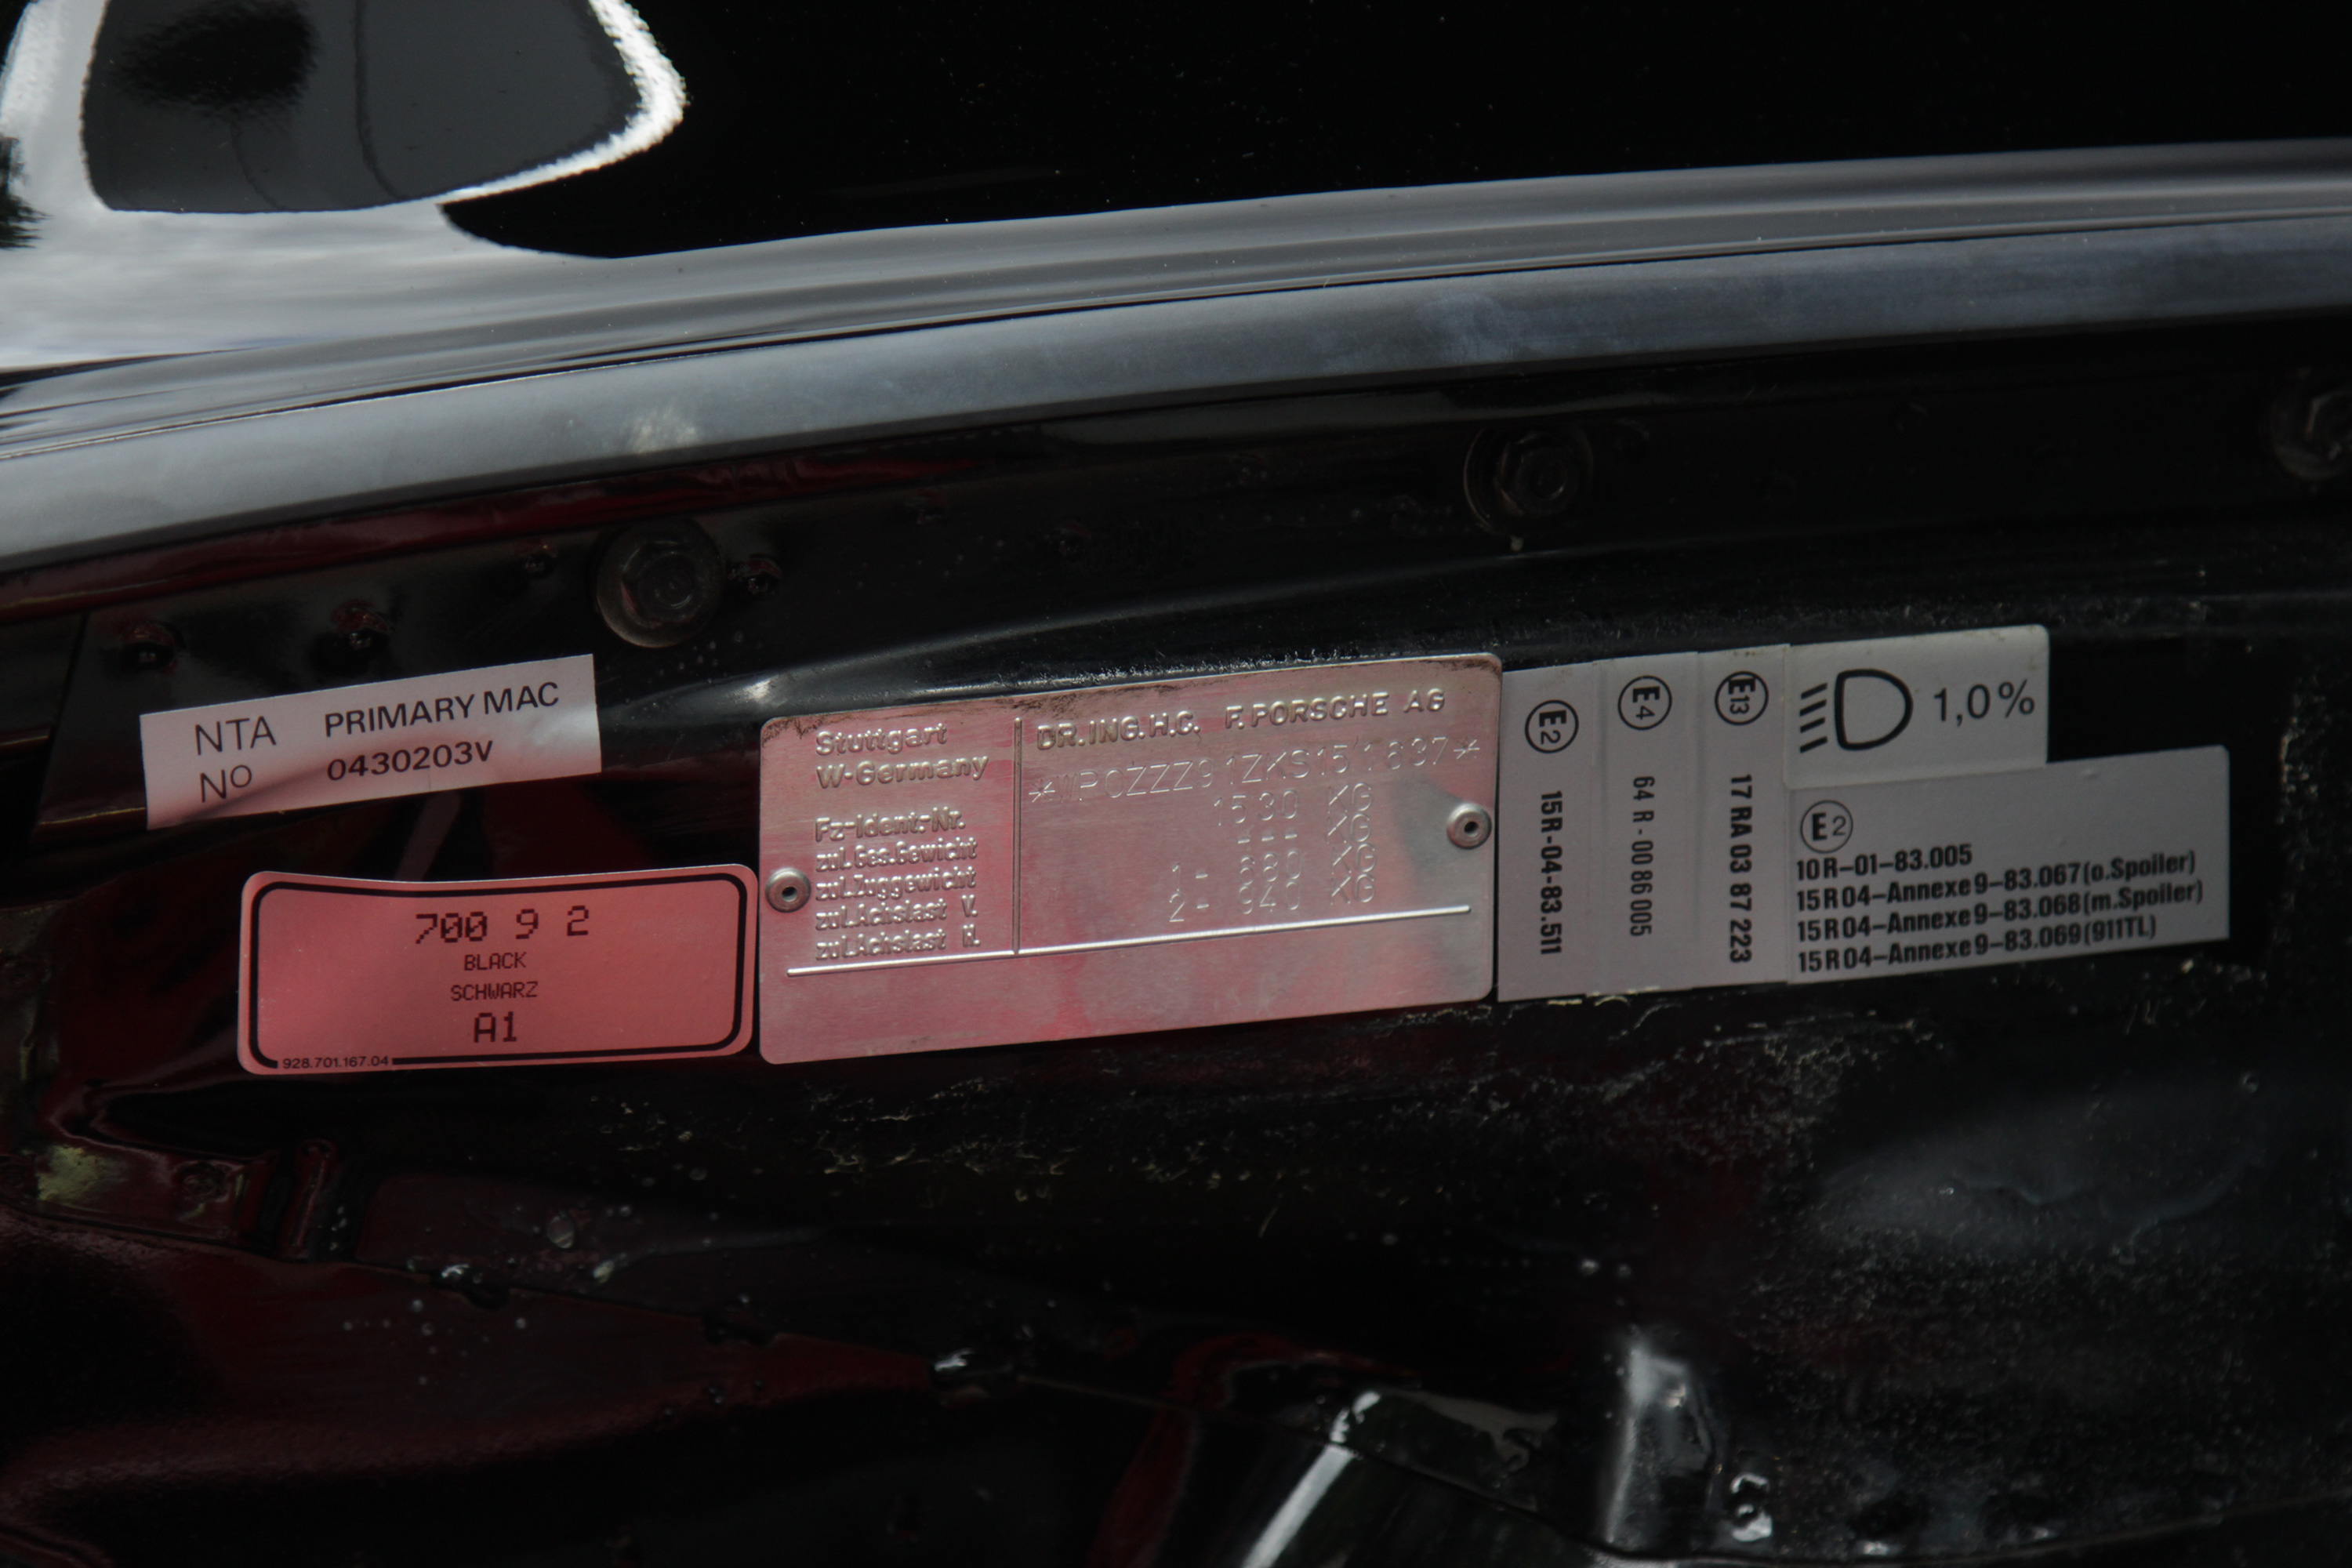 NTA PRIMARY MAC
No 0430203V
700 9 2
BLACK
SCHWARZ
A1
928.701.167.04
Stuttgart
W-Germany
DR.ING.H.C. F.PORSCHE AG
Fz-Ident-Nr. *WP0ZZZ91ZKS151837*
zul.Ges.Gewicht 1530 KG
zul.Zuggewicht --- KG
zul.Achslast V. 1- 680 KG
zul.Achslast H. 2- 940 KG
E2 15R-04-83.511
E4 64 R - 00 86 005
E13 17 RA 03 87 223
1,0%
E2
10R-01-83.005
15R04-Annexe9-83.067(o.Spoiler)
15R04-Annexe9-83.068(m.Spoiler)
15R04-Annexe9-83.069(911TL)